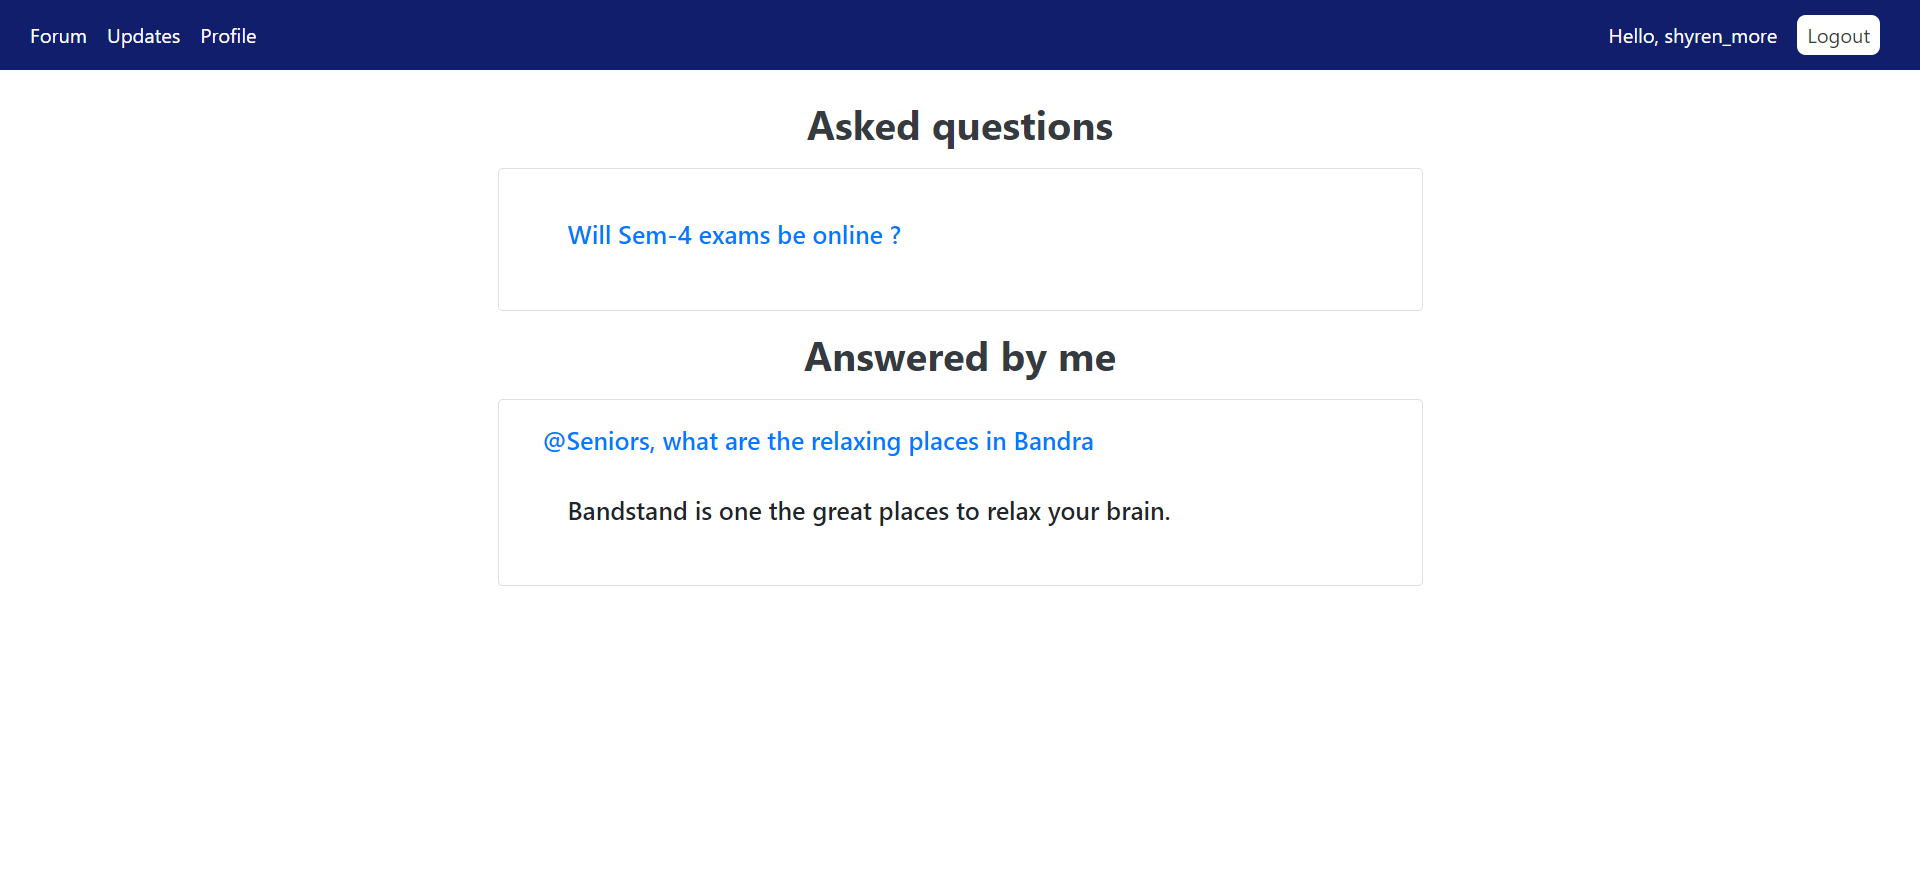 Forum Updates Profile Hello, shyren_more Logout
Asked questions
Will Sem-4 exams be online ?
Answered by me
@Seniors, what are the relaxing places in Bandra
Bandstand is one the great places to relax your brain.